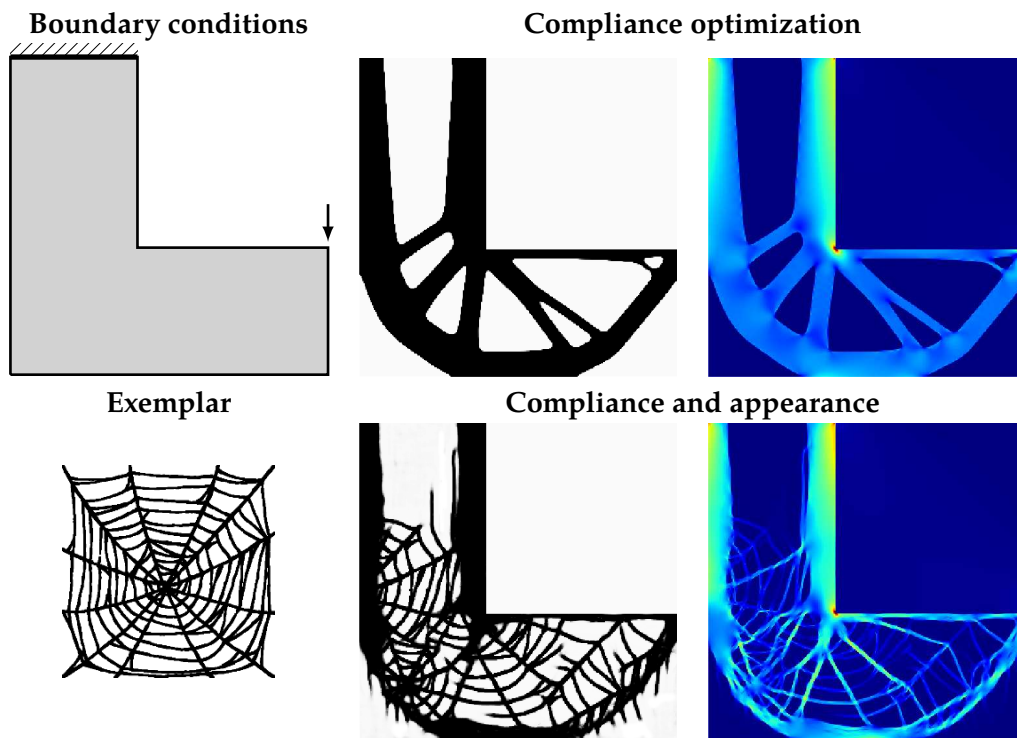 Boundary conditions
Compliance optimization
Exemplar
Compliance and appearance